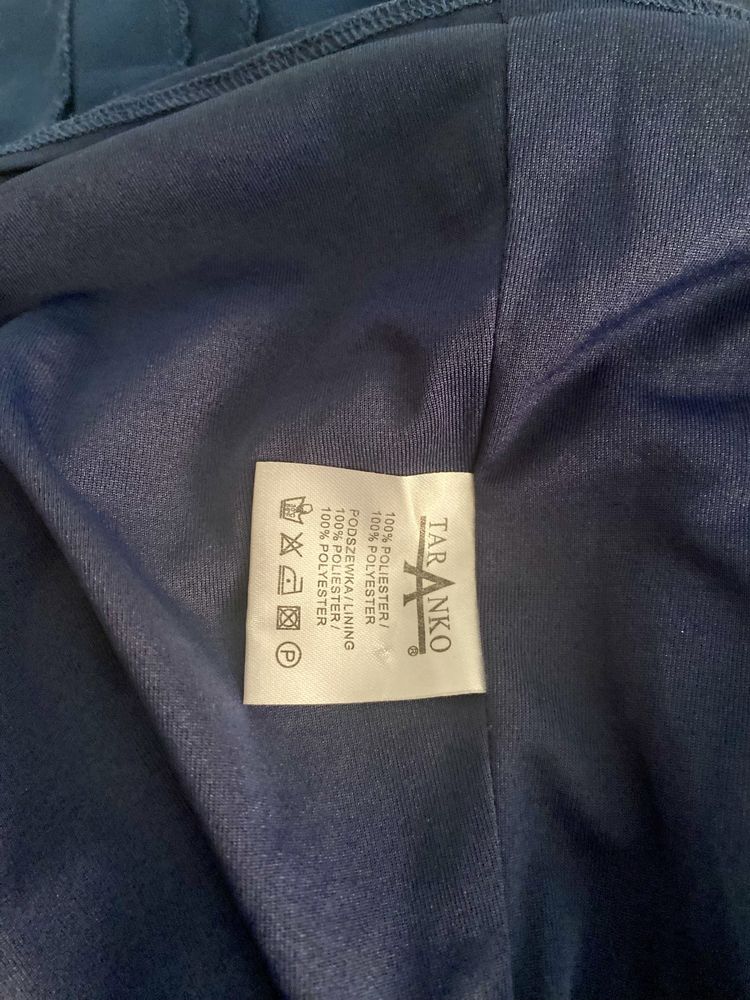 TARANKO®
100% POLIESTER/
100% POLYESTER
PODSZEWKA/LINING
100% POLIESTER/
100% POLYESTER
P